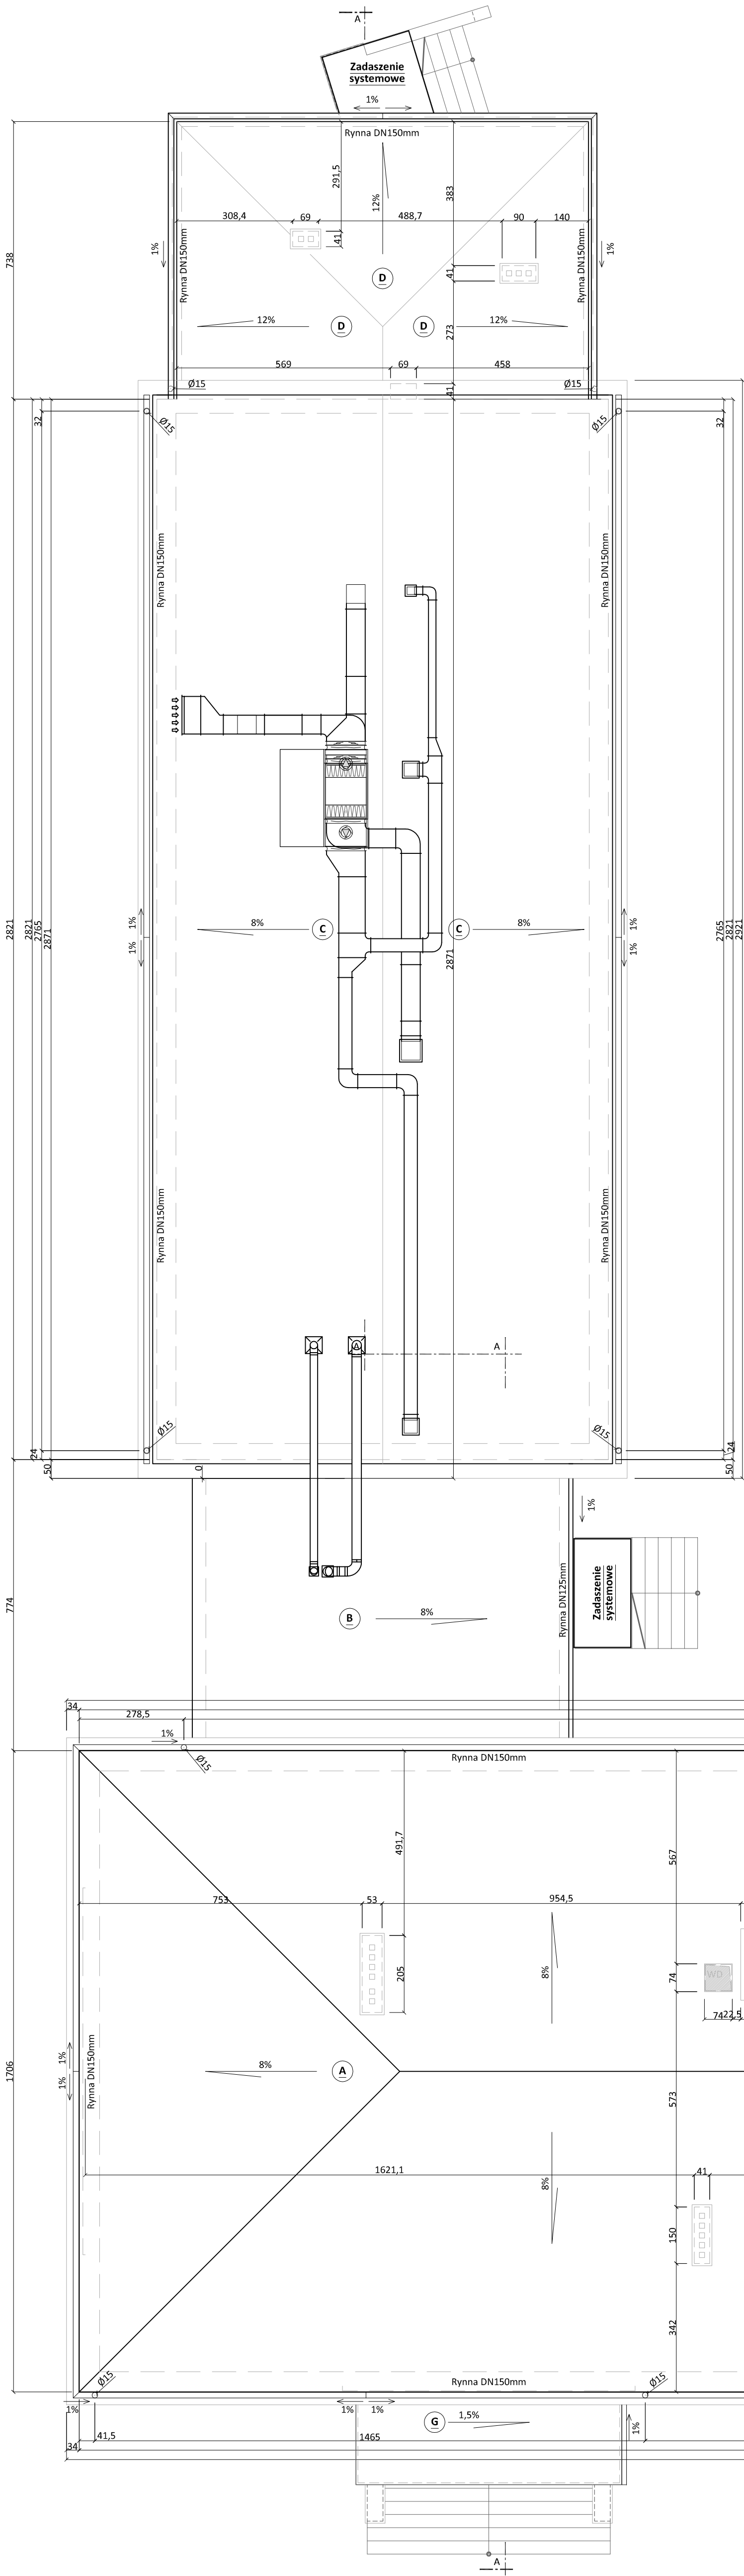 A
Zadaszenie
systemowe
1%
Rynna DN150mm
291,5
12%
383
308,4
69
488,7
90
140
41
41
1%
Rynna DN150mm
Rynna DN150mm
1%
738
D
12%
D
D
12%
273
569
69
458
Ø15
41
Ø15
32
Ø15
Ø15
32
Rynna DN150mm
Rynna DN150mm
2821
2821
2765
2871
1%
1%
8%
C
C
8%
2871
1%
1%
2765
2821
2921
Rynna DN150mm
Rynna DN150mm
A
A
24
50
Ø15
0
Ø15
24
50
1%
774
B
8%
Rynna DN125mm
Zadaszenie
systemowe
34
278,5
1%
Ø15
Rynna DN150mm
491,7
567
753
53
954,5
205
8%
WD
74
74
22,5
1706
1%
1%
Rynna DN150mm
8%
A
573
1621,1
41
8%
150
342
Ø15
Rynna DN150mm
Ø15
1%
1%
1%
G
1,5%
1%
41,5
1465
34
A